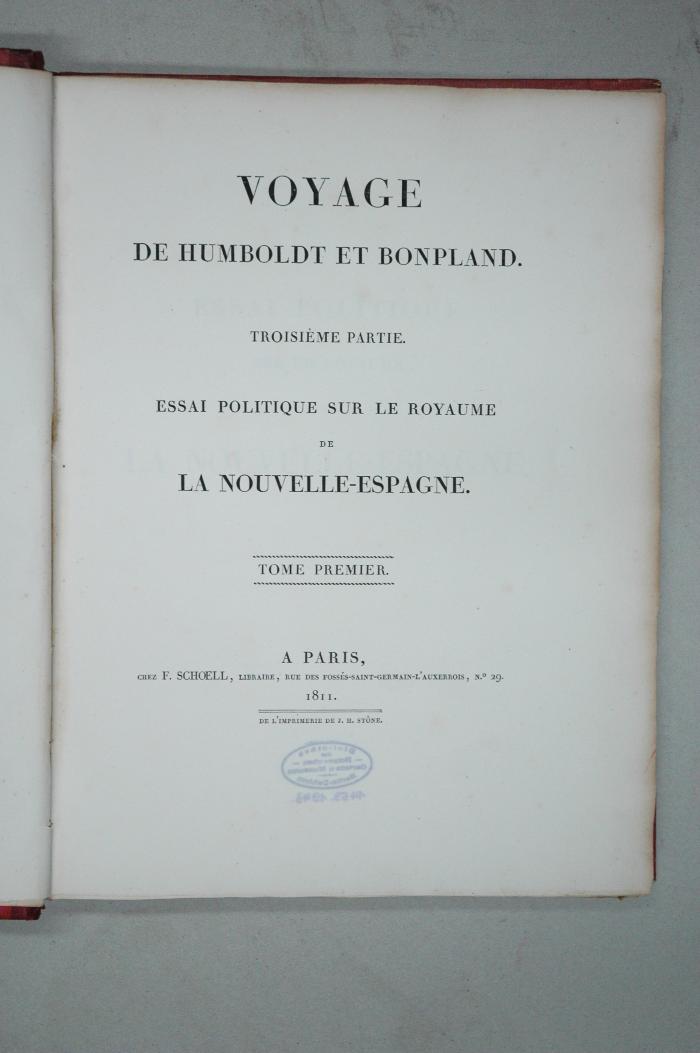 VOYAGE
DE HUMBOLDT ET BONPLAND.
TROISIÈME PARTIE.
ESSAI POLITIQUE SUR LE ROYAUME
DE
LA NOUVELLE-ESPAGNE.
TOME PREMIER.
A PARIS,
CHEZ F. SCHOELL, LIBRAIRE, RUE DES FOSSÉS-SAINT-GERMAIN-L'AUXERROIS, N.º 29.
1811.
DE L'IMPRIMERIE DE J. H. STÔNE.